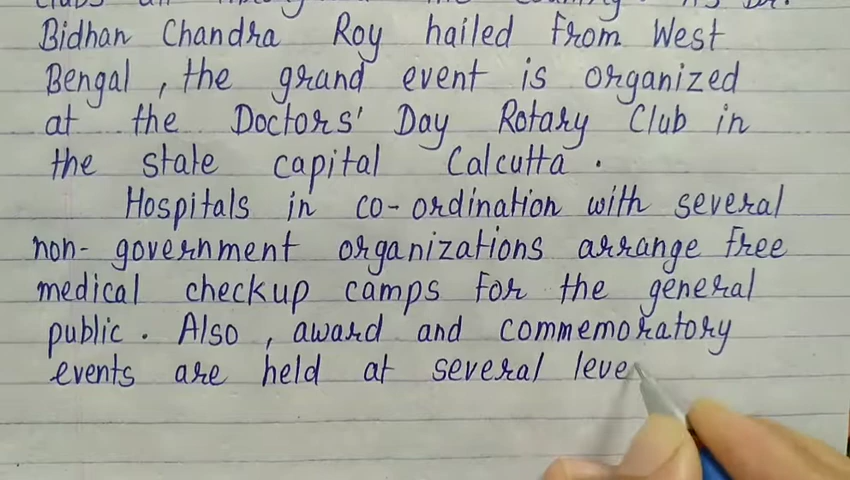 Bidhan Chandra Roy hailed from West
Bengal , the grand event is organized
at the Doctors' Day Rotary Club in
the state capital Calcutta .
Hospitals in co-ordination with several
non-government organizations arrange free
medical checkup camps for the general
public . Also , award and commemoratory
events are held at several leve